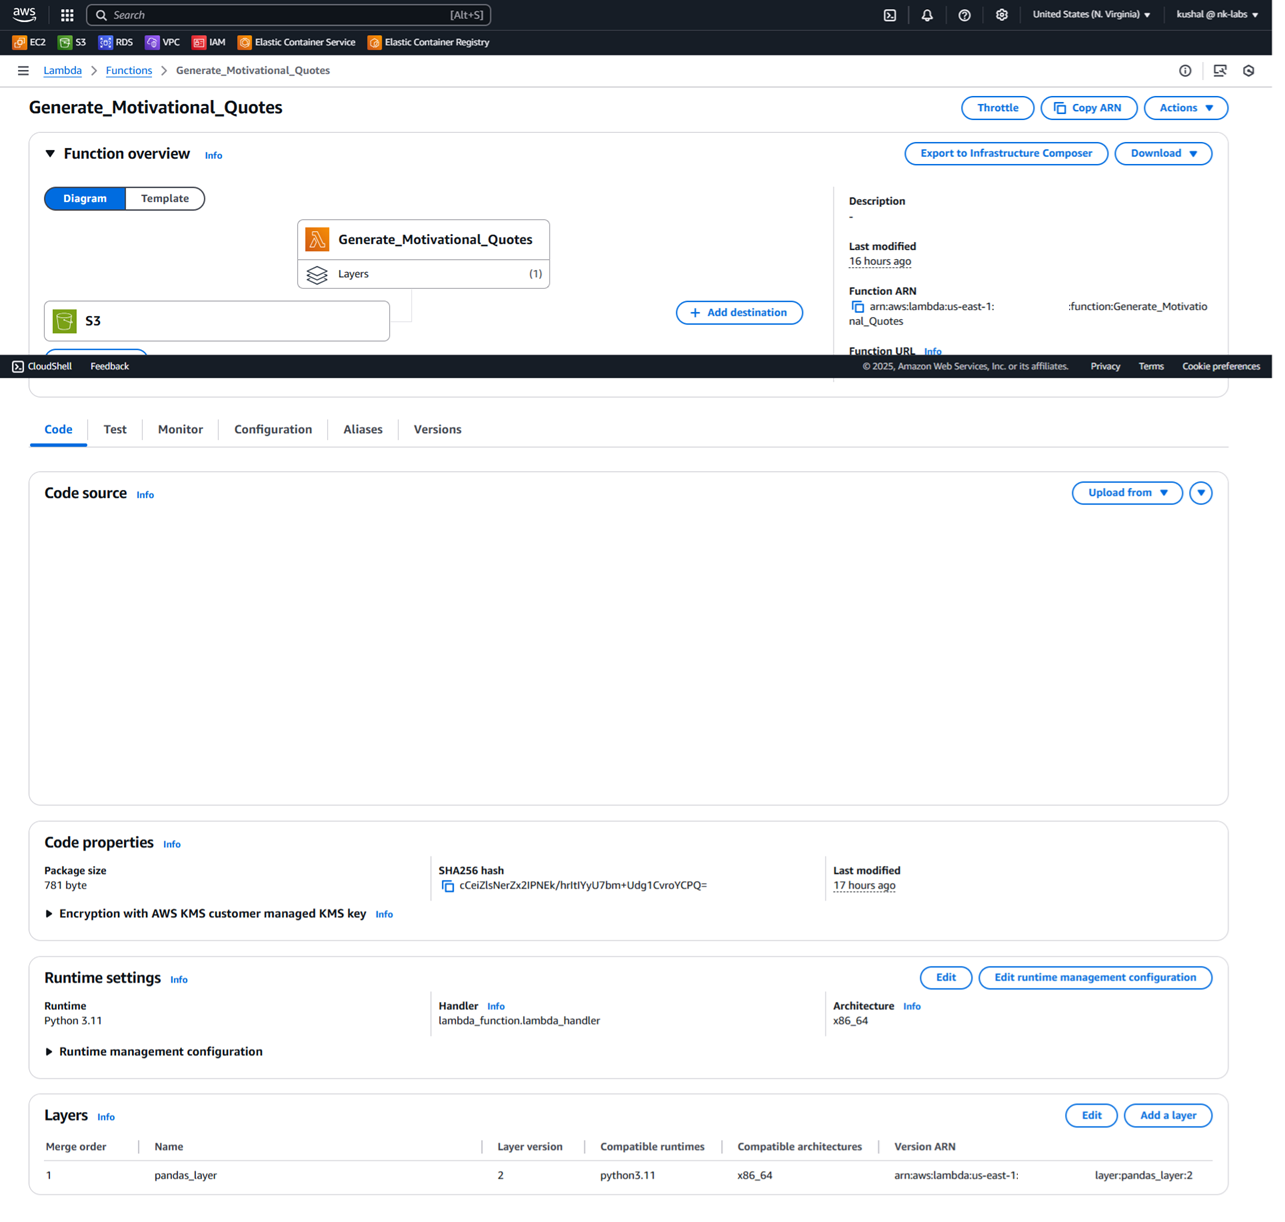 aws Search [Alt+S] United States (N. Virginia) ▼ kushal @ nk-labs ▼
EC2 S3 RDS VPC IAM Elastic Container Service Elastic Container Registry
Lambda > Functions > Generate_Motivational_Quotes
Generate_Motivational_Quotes
Throttle Copy ARN Actions ▼
▼ Function overview Info
Export to Infrastructure Composer Download ▼
Diagram Template
Generate_Motivational_Quotes
Layers (1)
S3
+ Add destination
Description
-
Last modified
16 hours ago
Function ARN
arn:aws:lambda:us-east-1: :function:Generate_Motivatio
nal_Quotes
Function URL Info
CloudShell Feedback © 2025, Amazon Web Services, Inc. or its affiliates. Privacy Terms Cookie preferences
Code Test Monitor Configuration Aliases Versions
Code source Info
Upload from ▼
Code properties Info
Package size
781 byte
SHA256 hash
cCeiZlsNerZx2IPNEk/hrItIYyU7bm+Udg1CvroYCPQ=
Last modified
17 hours ago
Encryption with AWS KMS customer managed KMS key Info
Runtime settings Info
Edit Edit runtime management configuration
Runtime
Python 3.11
Handler Info
lambda_function.lambda_handler
Architecture Info
x86_64
Runtime management configuration
Layers Info
Edit Add a layer
Merge order Name Layer version Compatible runtimes Compatible architectures Version ARN
1 pandas_layer 2 python3.11 x86_64 arn:aws:lambda:us-east-1: layer:pandas_layer:2